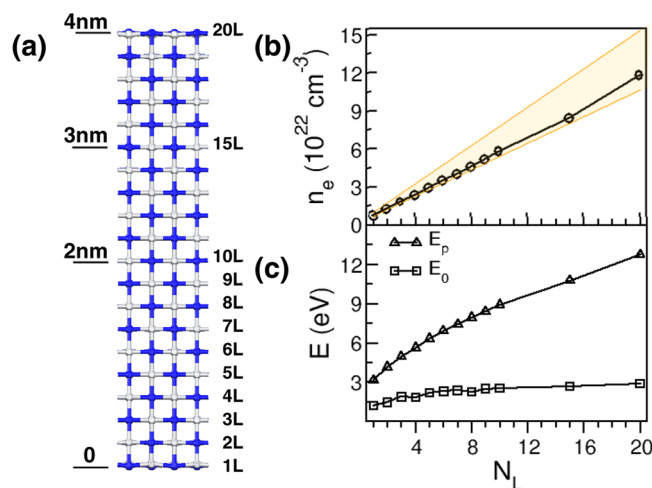 (a)
4nm
3nm
2nm
0
20L
15L
10L
9L
8L
7L
6L
5L
4L
3L
2L
1L
(b)
n_e (10^22 cm^-3)
15
12
9
6
3
0
(c)
E_p
E_0
E (eV)
12
9
6
3
4 8 12 16 20
N_L